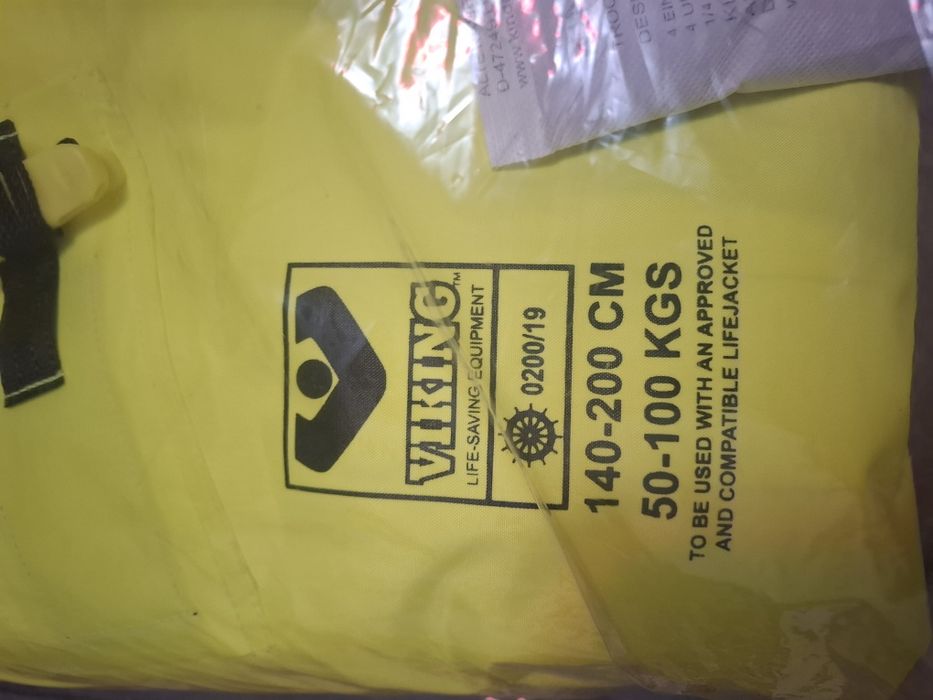 VIKING™
LIFE-SAVING EQUIPMENT
0200/19
140-200 CM
50-100 KGS
TO BE USED WITH AN APPROVED
AND COMPATIBLE LIFEJACKET